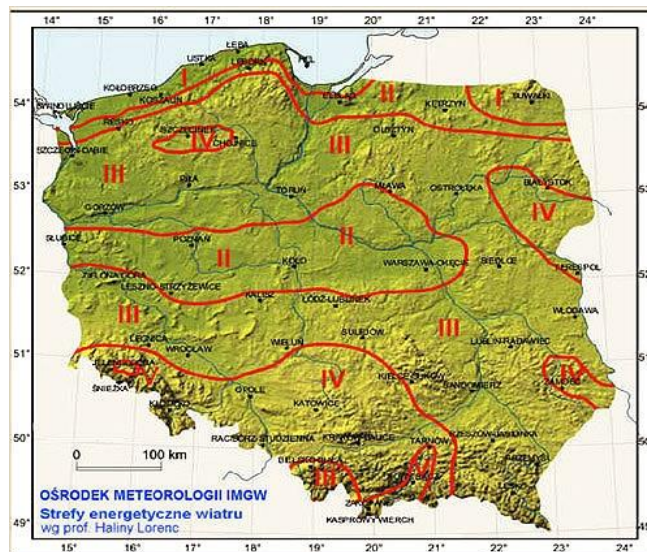 14° 15° 16° 17° 18° 19° 20° 21° 22° 23° 24°
ŁEBA
USTKA
LĘBORK
I
KOŁOBRZEG
KOSZALIN
ELBLĄG
II
I
SUWAŁKI
54°
KĘTRZYN
ŚWINOUJŚCIE
RESKO
SZCZECINEK
IV
CHOJNICE
III
OLSZTYN
SZCZECIN-DĄBIE
III
53°
PIŁA
TORUŃ
MŁAWA
OSTROŁĘKA
BIAŁYSTOK
IV
GORZÓW
SŁUBICE
II
II
POZNAŃ
KOŁO
WARSZAWA-OKĘCIE
SIEDLCE
TERESPOL
52°
ZIELONA GÓRA
LESZNO-STRZYŻEWICE
KALISZ
ŁÓDŹ-LUBLINEK
WŁODAWA
III
III
SULEJÓW
LUBLIN-RADAWIEC
LEGNICA
WROCŁAW
WIELUŃ
51°
JELENIA GÓRA
V
ŚNIEŻKA
IV
KIELCE-SUKÓW
IV
ZAMOŚĆ
KŁODZKO
OPOLE
KATOWICE
SANDOMIERZ
50°
RACIBÓRZ-STUDZIENNA
KRAKÓW-BALICE
TARNÓW
RZESZÓW-JASIONKA
PRZEMYŚL
0 100 km
BIELSKO-BIAŁA
III
LESKO
OŚRODEK METEOROLOGII IMGW
Strefy energetyczne wiatru
wg prof. Haliny Lorenc
49°
KASPROWY WIERCH
15° 16° 17° 18° 19° 20° 21° 22° 23°